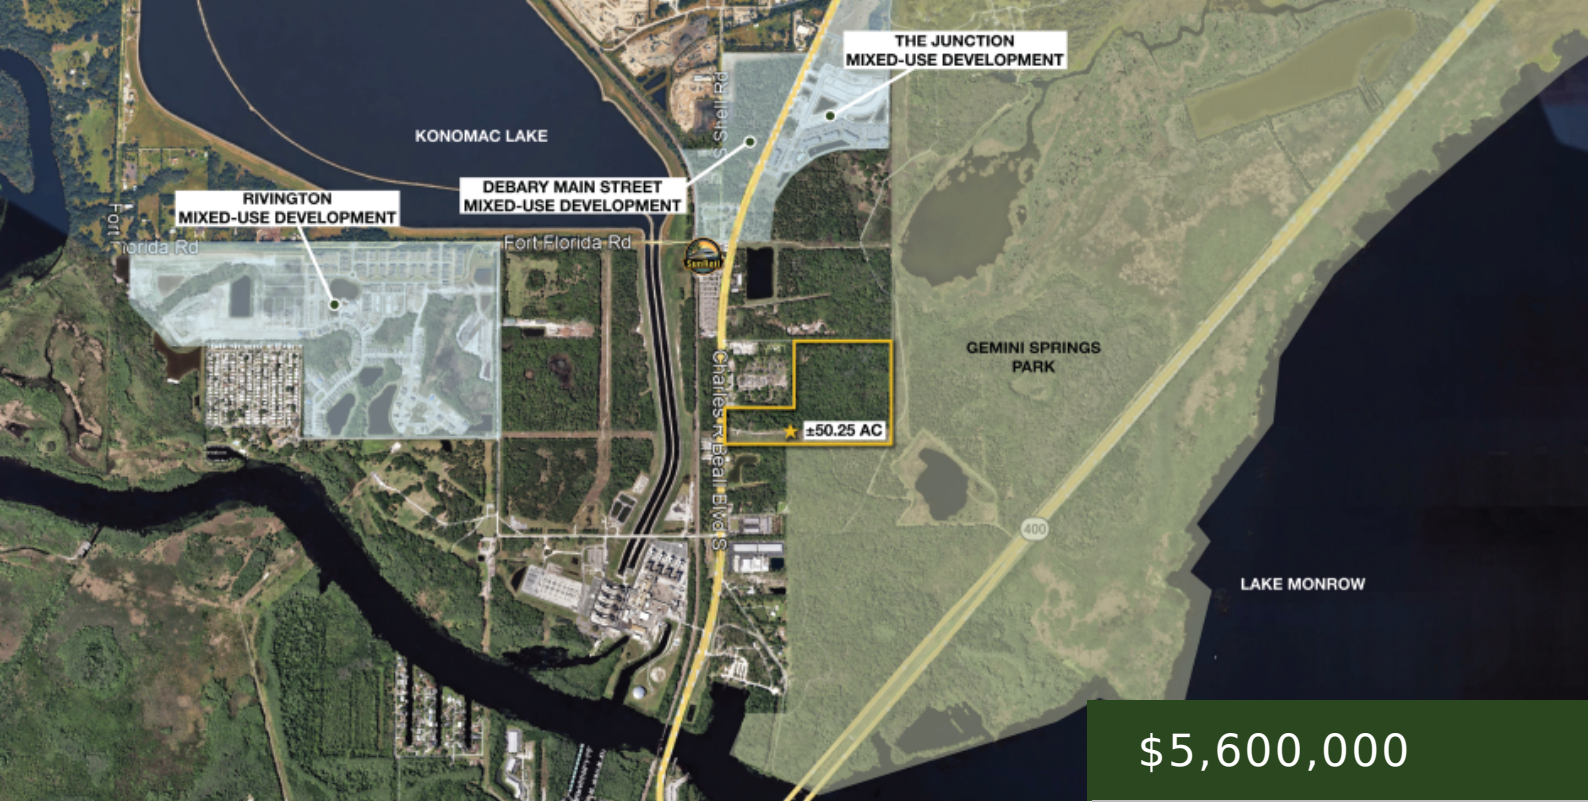 THE JUNCTION
MIXED-USE DEVELOPMENT
S Shell Rd
KONOMAC LAKE
DEBARY MAIN STREET
MIXED-USE DEVELOPMENT
RIVINGTON
MIXED-USE DEVELOPMENT
Fort
Florida Rd
Fort Florida Rd
SunRail
GEMINI SPRINGS
PARK
Charles R Beall Blvd S
±50.25 AC
400
LAKE MONROW
$5,600,000